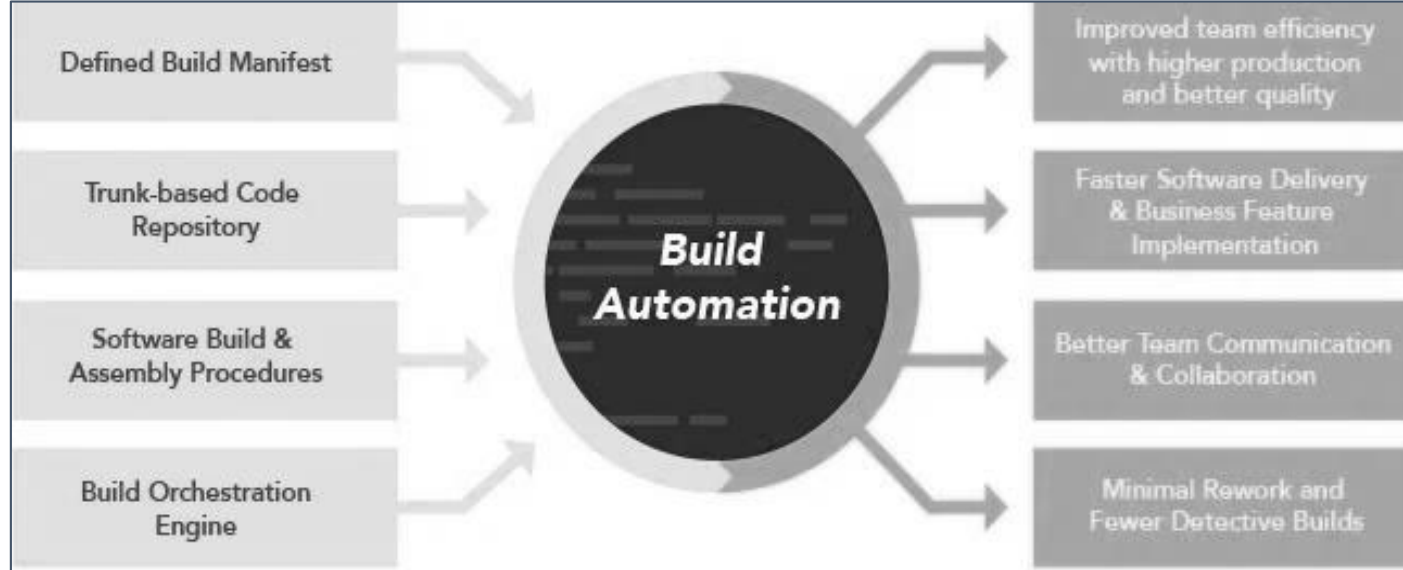 Defined Build Manifest
Trunk-based Code
Repository
Software Build &
Assembly Procedures
Build Orchestration
Engine
Build
Automation
Improved team efficiency
with higher production
and better quality
Faster Software Delivery
& Business Feature
Implementation
Better Team Communication
& Collaboration
Minimal Rework and
Fewer Detective Builds